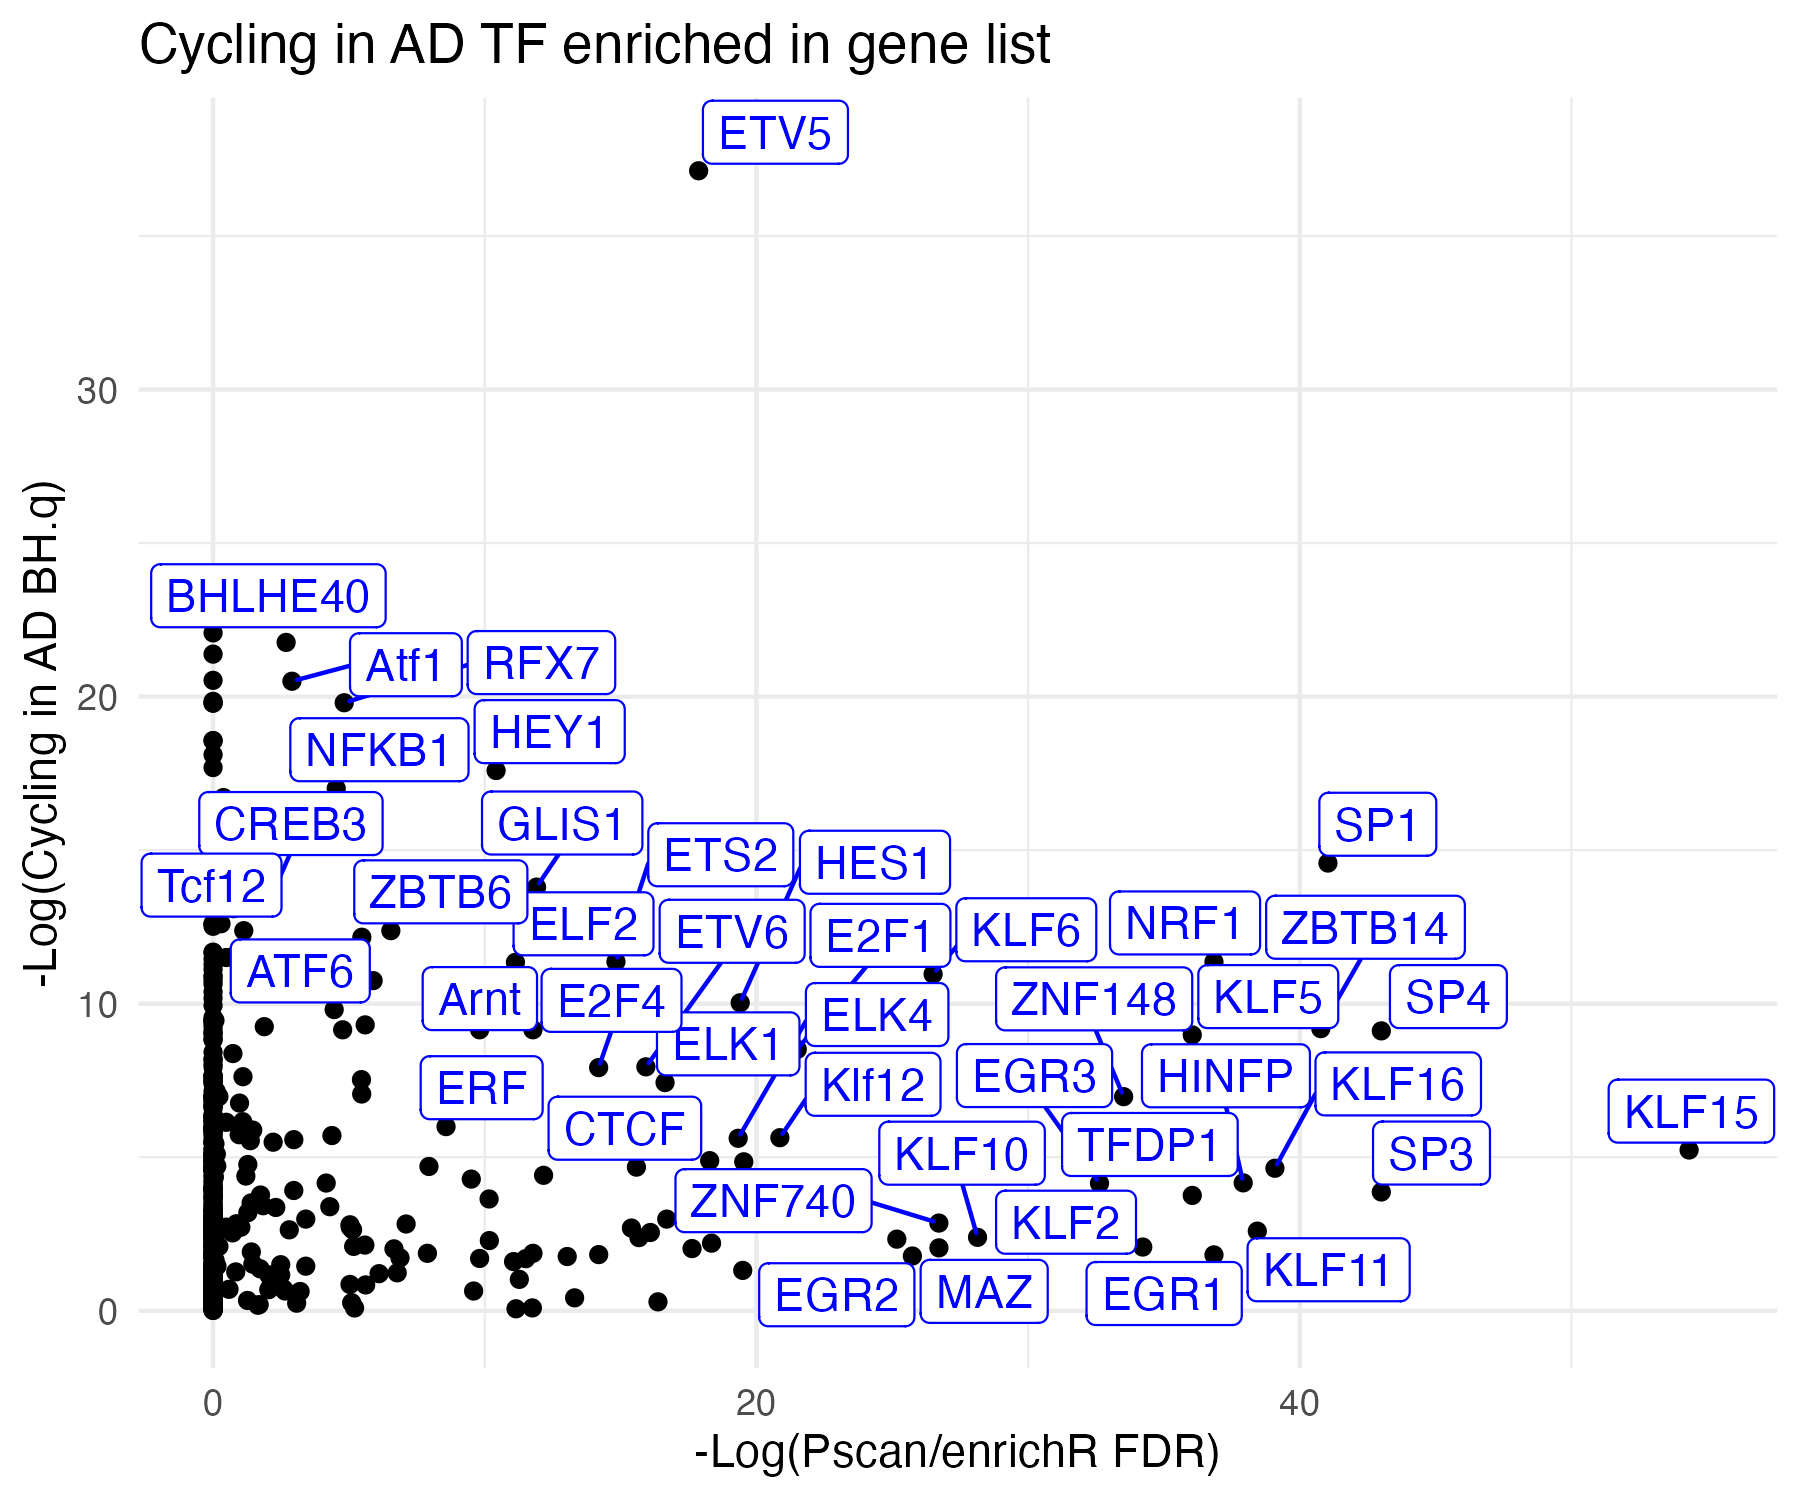 Cycling in AD TF enriched in gene list
ETV5
30
BHLHE40
Atf1
RFX7
20
HEY1
NFKB1
CREB3
GLIS1
SP1
ETS2
HES1
Tcf12
ZBTB6
ELF2
ETV6
E2F1
KLF6
NRF1
ZBTB14
ATF6
Arnt
E2F4
ELK4
ZNF148
KLF5
SP4
10
ELK1
ERF
Klf12
EGR3
HINFP
KLF16
KLF15
CTCF
KLF10
TFDP1
SP3
ZNF740
KLF2
EGR2
MAZ
EGR1
KLF11
0
0
20
40
-Log(Pscan/enrichR FDR)
-Log(Cycling in AD BH.q)